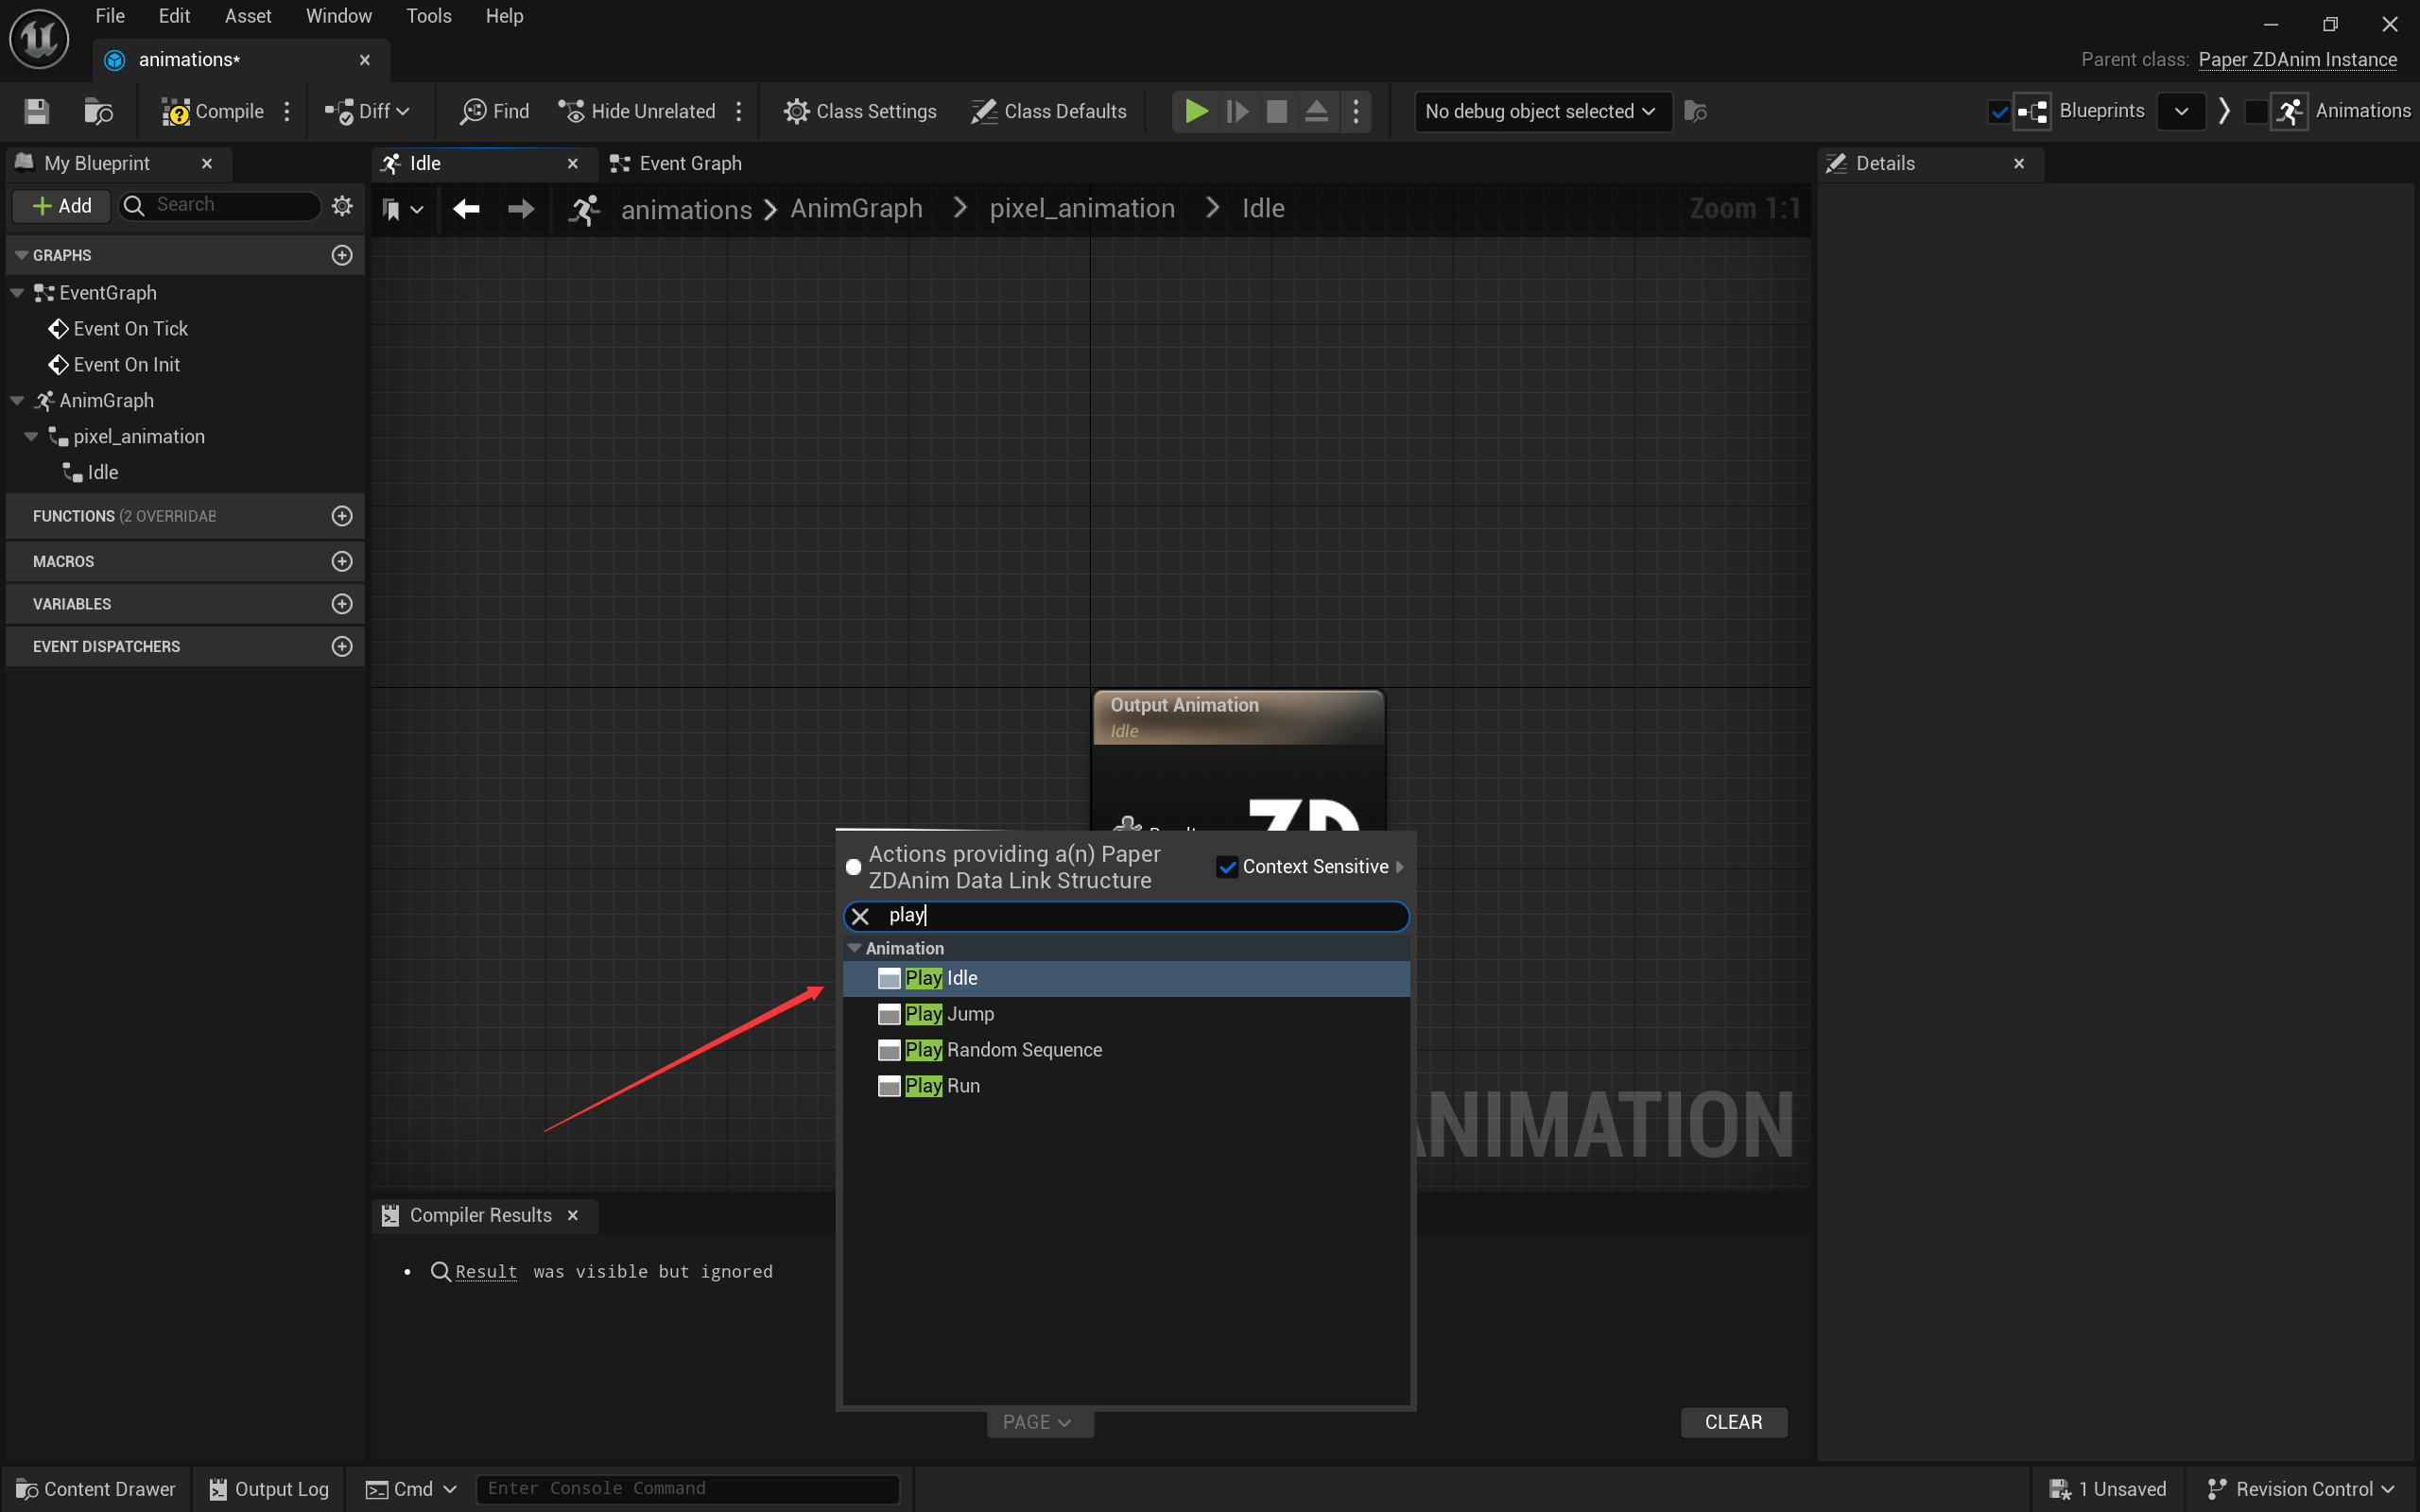 File Edit Asset Window Tools Help
animations*
Parent class: Paper ZDAnim Instance
Compile Diff Find Hide Unrelated Class Settings Class Defaults No debug object selected Blueprints Animations
My Blueprint Idle Event Graph Details
Add Search
animations AnimGraph pixel_animation Idle Zoom 1:1
GRAPHS
EventGraph
Event On Tick
Event On Init
AnimGraph
pixel_animation
Idle
FUNCTIONS (2 OVERRIDAB
MACROS
VARIABLES
EVENT DISPATCHERS
Output Animation
Idle
ZD
Actions providing a(n) Paper
ZDAnim Data Link Structure
Context Sensitive
play
Animation
Play Idle
Play Jump
Play Random Sequence
Play Run
NIMATION
Compiler Results
Result was visible but ignored
PAGE
CLEAR
Content Drawer Output Log Cmd Enter Console Command 1 Unsaved Revision Control